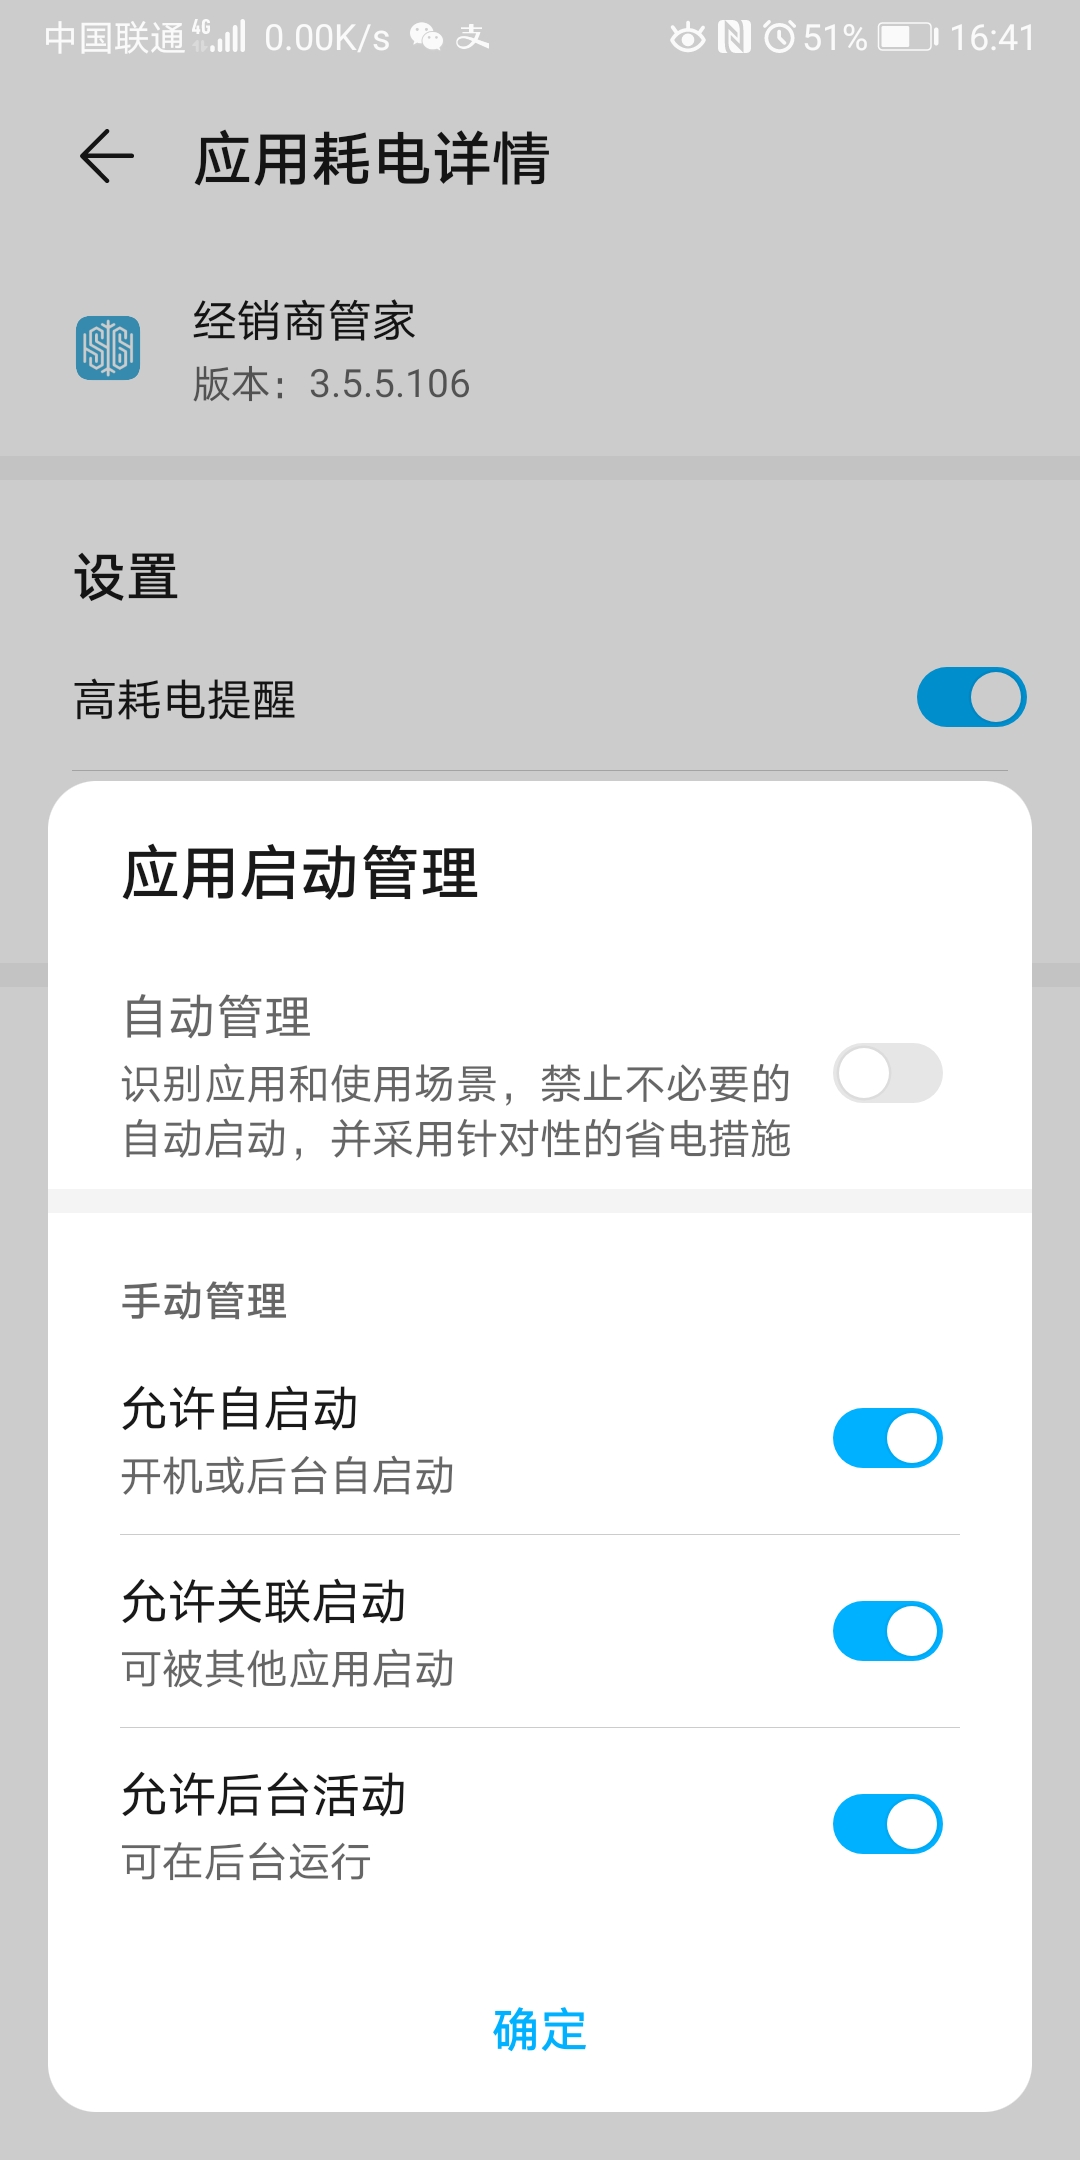 中国联通 4G 0.00K/s 支 51% 16:41
应用耗电详情
经销商管家
版本：3.5.5.106
设置
高耗电提醒
应用启动管理
自动管理
识别应用和使用场景，禁止不必要的
自动启动，并采用针对性的省电措施
手动管理
允许自启动
开机或后台自启动
允许关联启动
可被其他应用启动
允许后台活动
可在后台运行
确定